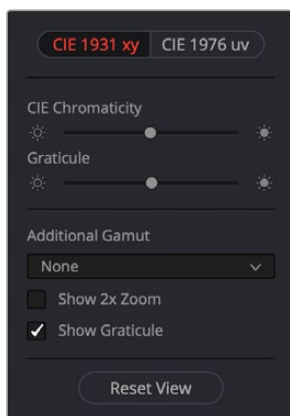 CIE 1931 xy CIE 1976 uv
CIE Chromaticity
Graticule
Additional Gamut
None
Show 2x Zoom
Show Graticule
Reset View